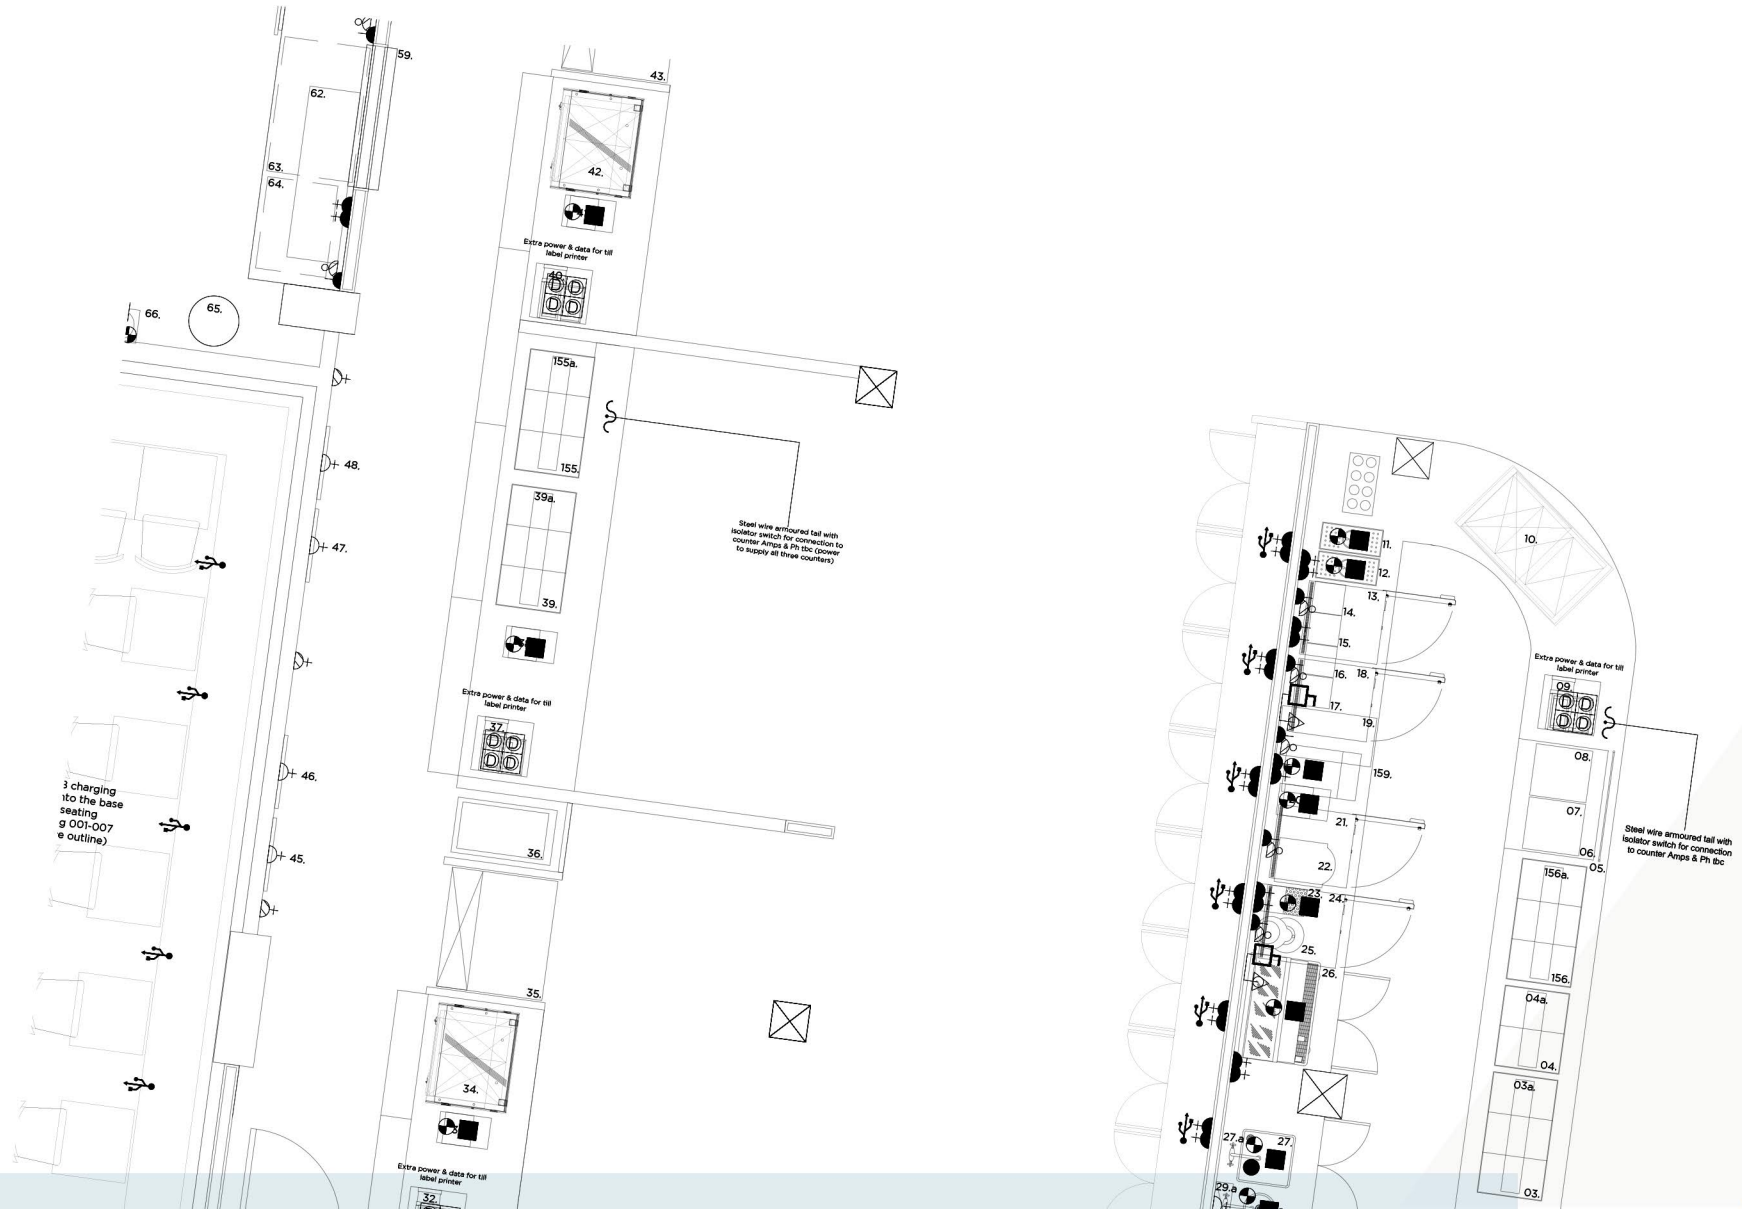 59.
62.
63.
64.
66.
65.
48.
47.
46.
45.
charging
into the base
seating
001-007
outline)
43.
42.
Extra power & data for till
label printer
40.
D D
D D
155a.
155.
39a.
39.
Steel wire armoured tail with
isolator switch for connection to
counter Amps & Ph tbc (power
to supply all three counters)
Extra power & data for till
label printer
37.
D D
D D
36.
35.
34.
Extra power & data for till
label printer
32.
10.
11.
12.
13.
14.
15.
16.
18.
17.
19.
159.
21.
22.
23.
24.
25.
26.
27.a
27.
29.a
Extra power & data for till
label printer
09.
D D
D D
08.
07.
06.
05.
Steel wire armoured tail with
isolator switch for connection
to counter Amps & Ph tbc
156a.
156.
04a.
04.
03a.
03.